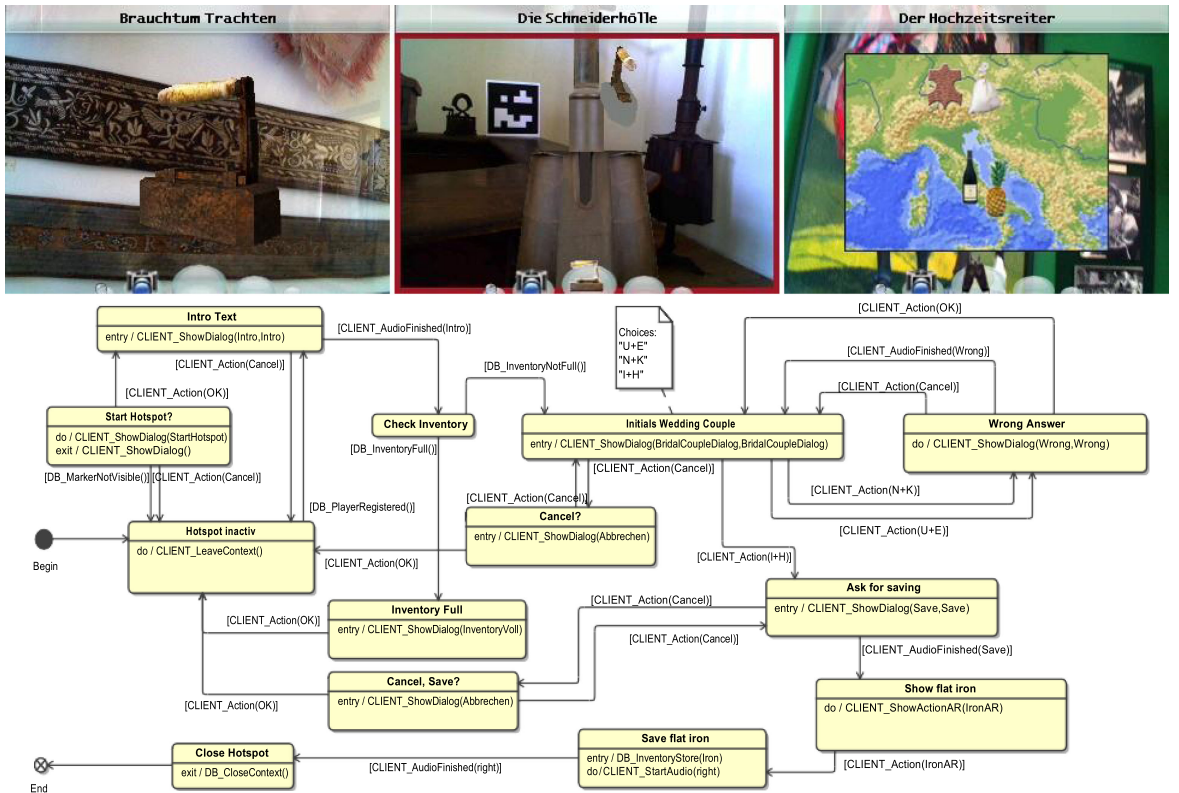 Brauchtum Trachten
Die Schneiderhölle
Der Hochzeitsreiter
Intro Text
entry / CLIENT_ShowDialog(Intro,Intro)
[CLIENT_AudioFinished(Intro)]
[CLIENT_Action(Cancel)]
[CLIENT_Action(OK)]
Start Hotspot?
do / CLIENT_ShowDialog(StartHotspot)
exit / CLIENT_ShowDialog()
[DB_MarkerNotVisible()]
[CLIENT_Action(Cancel)]
[DB_PlayerRegistered()]
Begin
Hotspot inactiv
do / CLIENT_LeaveContext()
Check Inventory
[DB_InventoryNotFull()]
[DB_InventoryFull()]
Choices:
"U+E"
"N+K"
"I+H"
Initials Wedding Couple
entry / CLIENT_ShowDialog(BridalCoupleDialog,BridalCoupleDialog)
[CLIENT_Action(OK)]
[CLIENT_AudioFinished(Wrong)]
[CLIENT_Action(Cancel)]
Wrong Answer
do / CLIENT_ShowDialog(Wrong,Wrong)
[CLIENT_Action(N+K)]
[CLIENT_Action(U+E)]
[CLIENT_Action(Cancel)]
[CLIENT_Action(Cancel)]
Cancel?
entry / CLIENT_ShowDialog(Abbrechen)
[CLIENT_Action(OK)]
[CLIENT_Action(I+H)]
Inventory Full
entry / CLIENT_ShowDialog(InventoryVoll)
[CLIENT_Action(OK)]
Ask for saving
entry / CLIENT_ShowDialog(Save,Save)
[CLIENT_Action(Cancel)]
[CLIENT_Action(Cancel)]
[CLIENT_AudioFinished(Save)]
Cancel, Save?
entry / CLIENT_ShowDialog(Abbrechen)
[CLIENT_Action(OK)]
Show flat iron
do / CLIENT_ShowActionAR(IronAR)
[CLIENT_Action(IronAR)]
Save flat iron
entry / DB_InventoryStore(Iron)
do/CLIENT_StartAudio(right)
[CLIENT_AudioFinished(right)]
Close Hotspot
exit / DB_CloseContext()
End